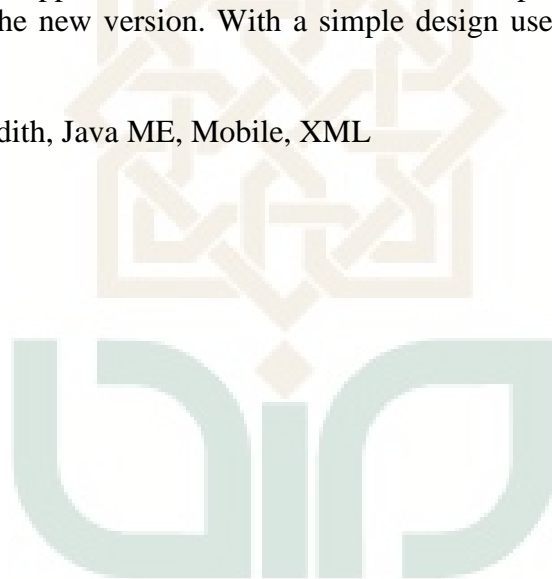 he new version. With a simple design use
dith, Java ME, Mobile, XML